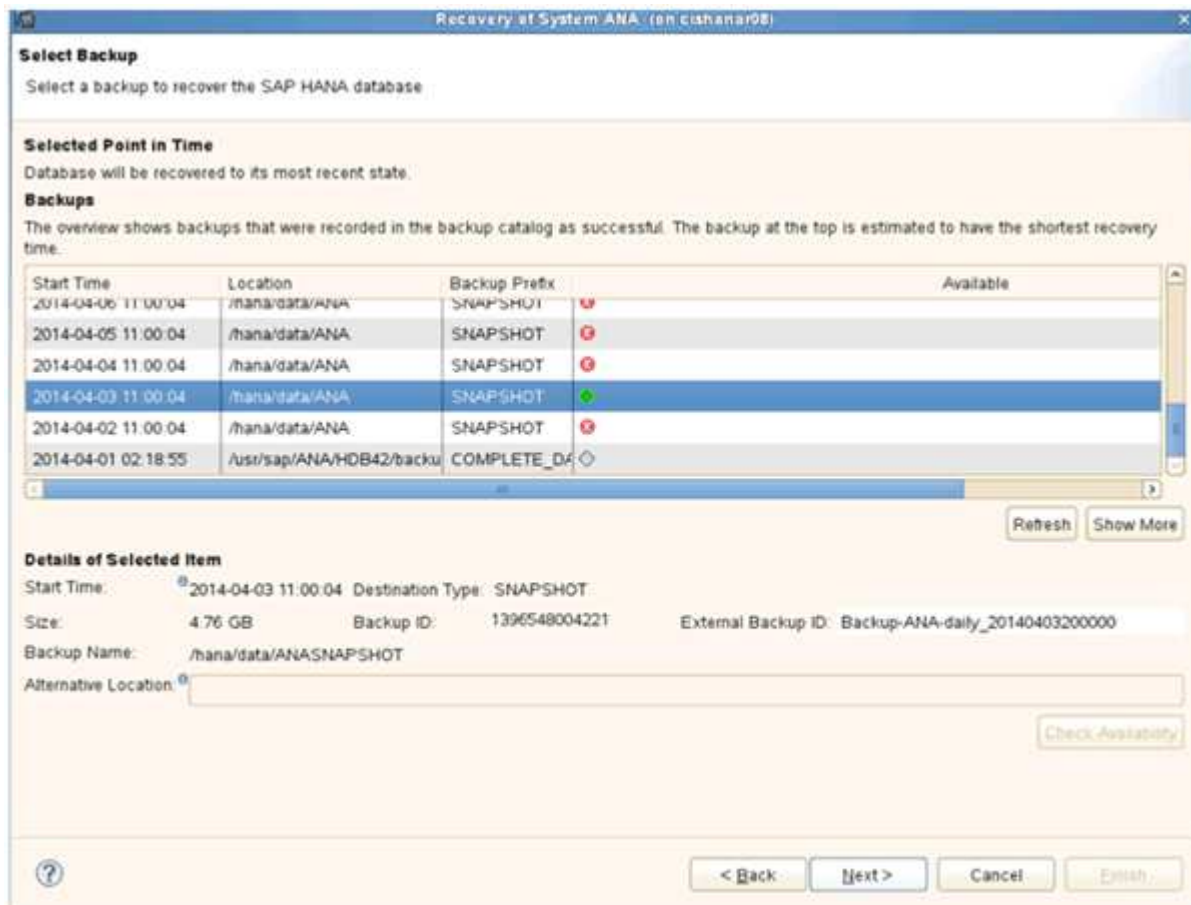 Recovery of System ANA (on cishanar08)
Select Backup
Select a backup to recover the SAP HANA database
Selected Point in Time
Database will be recovered to its most recent state.
Backups
The overview shows backups that were recorded in the backup catalog as successful. The backup at the top is estimated to have the shortest recovery
time.
Start Time Location Backup Prefix Available
2014-04-06 11:00:04 /hana/data/ANA SNAPSHOT
2014-04-05 11:00:04 /hana/data/ANA SNAPSHOT
2014-04-04 11:00:04 /hana/data/ANA SNAPSHOT
2014-04-03 11:00:04 /hana/data/ANA SNAPSHOT
2014-04-02 11:00:04 /hana/data/ANA SNAPSHOT
2014-04-01 02:18:55 /usr/sap/ANA/HDB42/backu COMPLETE_DA
Refresh Show More
Details of Selected Item
Start Time: 2014-04-03 11:00:04 Destination Type: SNAPSHOT
Size: 4.76 GB Backup ID: 1396548004221 External Backup ID: Backup-ANA-daily_20140403200000
Backup Name: /hana/data/ANASNAPSHOT
Alternative Location:
Check Availability
< Back Next > Cancel Finish